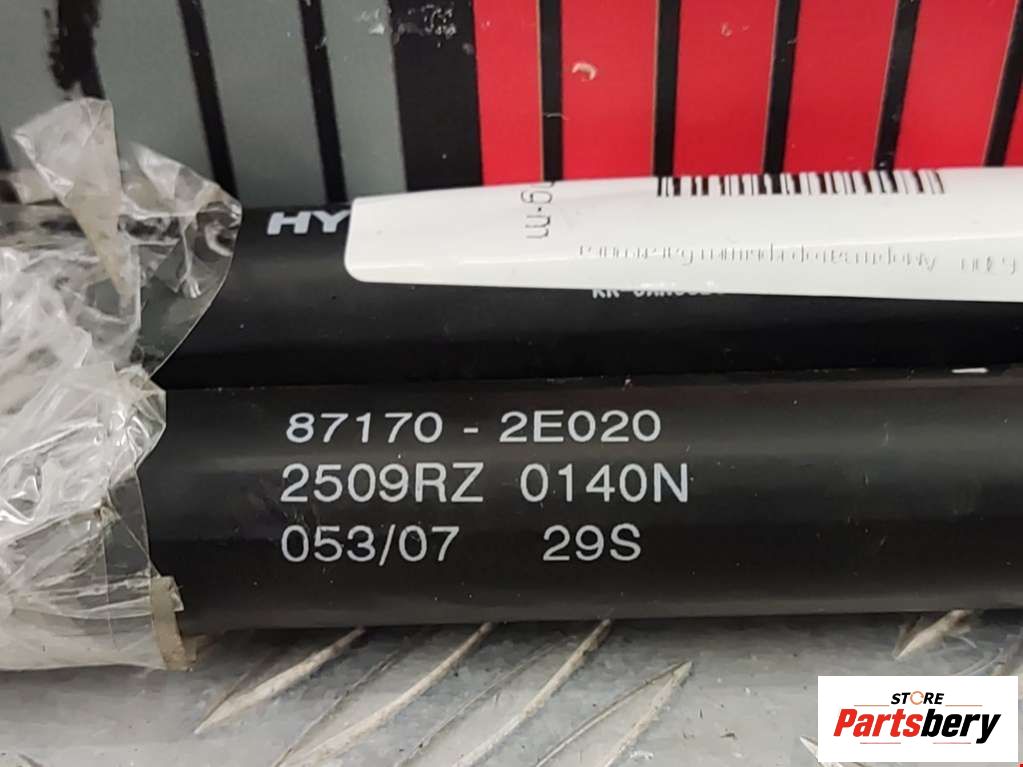 HY
87170 - 2E020
2509RZ 0140N
053/07 29S
STORE
Partsbery